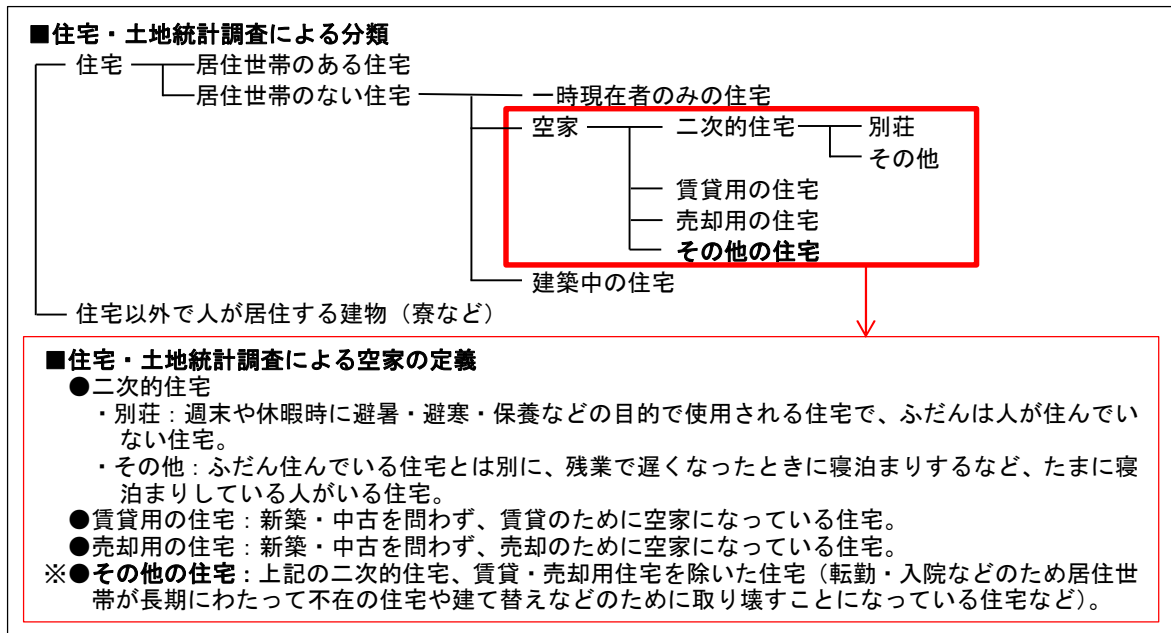 ■住宅・土地統計調査による分類
住宅 居住世帯のある住宅
居住世帯のない住宅 一時現在者のみの住宅
空家 二次的住宅 別荘
その他
賃貸用の住宅
売却用の住宅
その他の住宅
建築中の住宅
住宅以外で人が居住する建物（寮など）
■住宅・土地統計調査による空家の定義
●二次的住宅
・別荘：週末や休暇時に避暑・避寒・保養などの目的で使用される住宅で、ふだんは人が住んでい
ない住宅。
・その他：ふだん住んでいる住宅とは別に、残業で遅くなったときに寝泊まりするなど、たまに寝
泊まりしている人がいる住宅。
●賃貸用の住宅：新築・中古を問わず、賃貸のために空家になっている住宅。
●売却用の住宅：新築・中古を問わず、売却のために空家になっている住宅。
※●その他の住宅：上記の二次的住宅、賃貸・売却用住宅を除いた住宅（転勤・入院などのため居住世
帯が長期にわたって不在の住宅や建て替えなどのために取り壊すことになっている住宅など）。